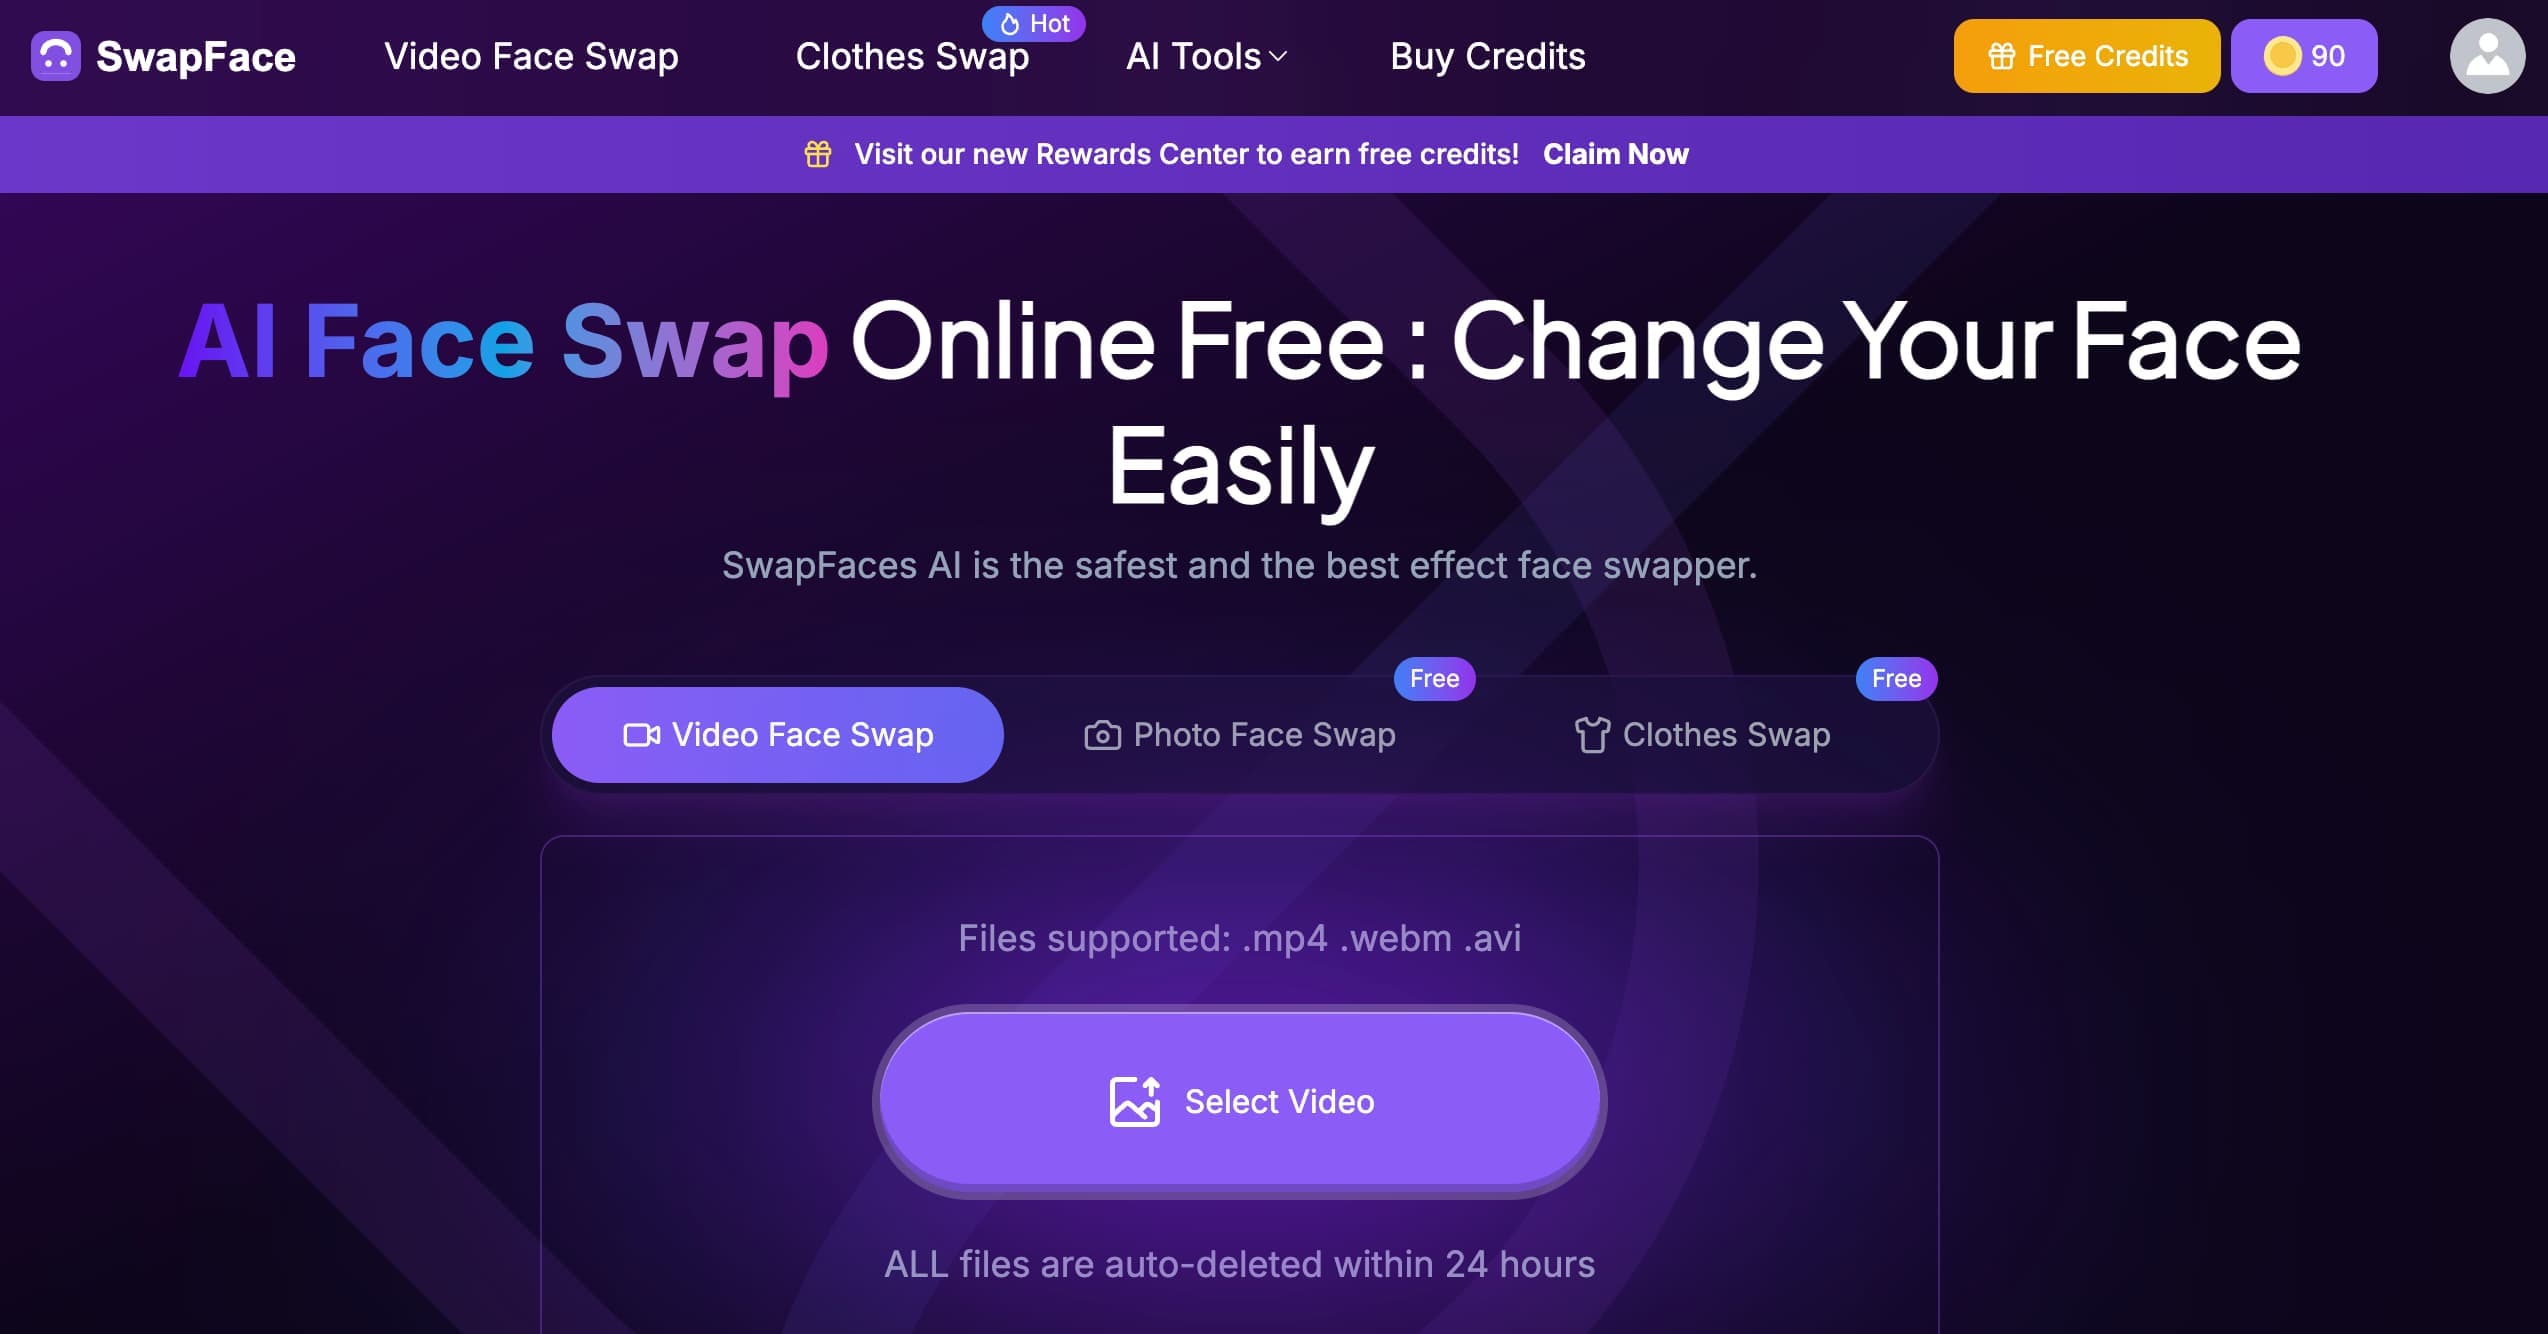 SwapFace
Video Face Swap
Clothes Swap
Hot
AI Tools
Buy Credits
Free Credits
90
Visit our new Rewards Center to earn free credits! Claim Now
AI Face Swap Online Free : Change Your Face
Easily
SwapFaces AI is the safest and the best effect face swapper.
Video Face Swap
Photo Face Swap
Free
Clothes Swap
Free
Files supported: .mp4 .webm .avi
Select Video
ALL files are auto-deleted within 24 hours